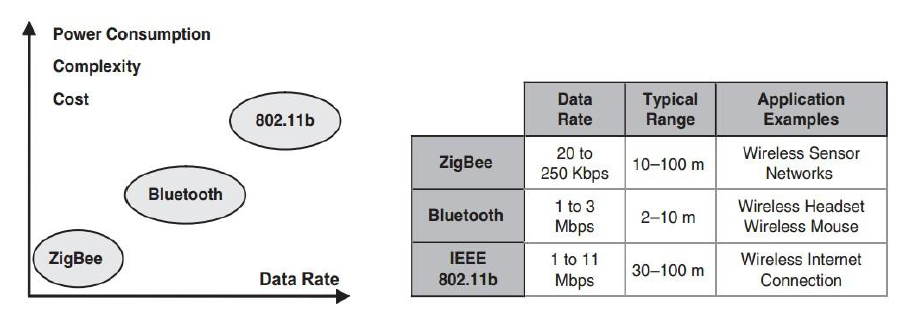 Power Consumption
Complexity
Cost
802.11b
Bluetooth
ZigBee
Data Rate
Data
Rate
Typical
Range
Application
Examples
ZigBee
20 to
250 Kbps
10–100 m
Wireless Sensor
Networks
Bluetooth
1 to 3
Mbps
2–10 m
Wireless Headset
Wireless Mouse
IEEE
802.11b
1 to 11
Mbps
30–100 m
Wireless Internet
Connection